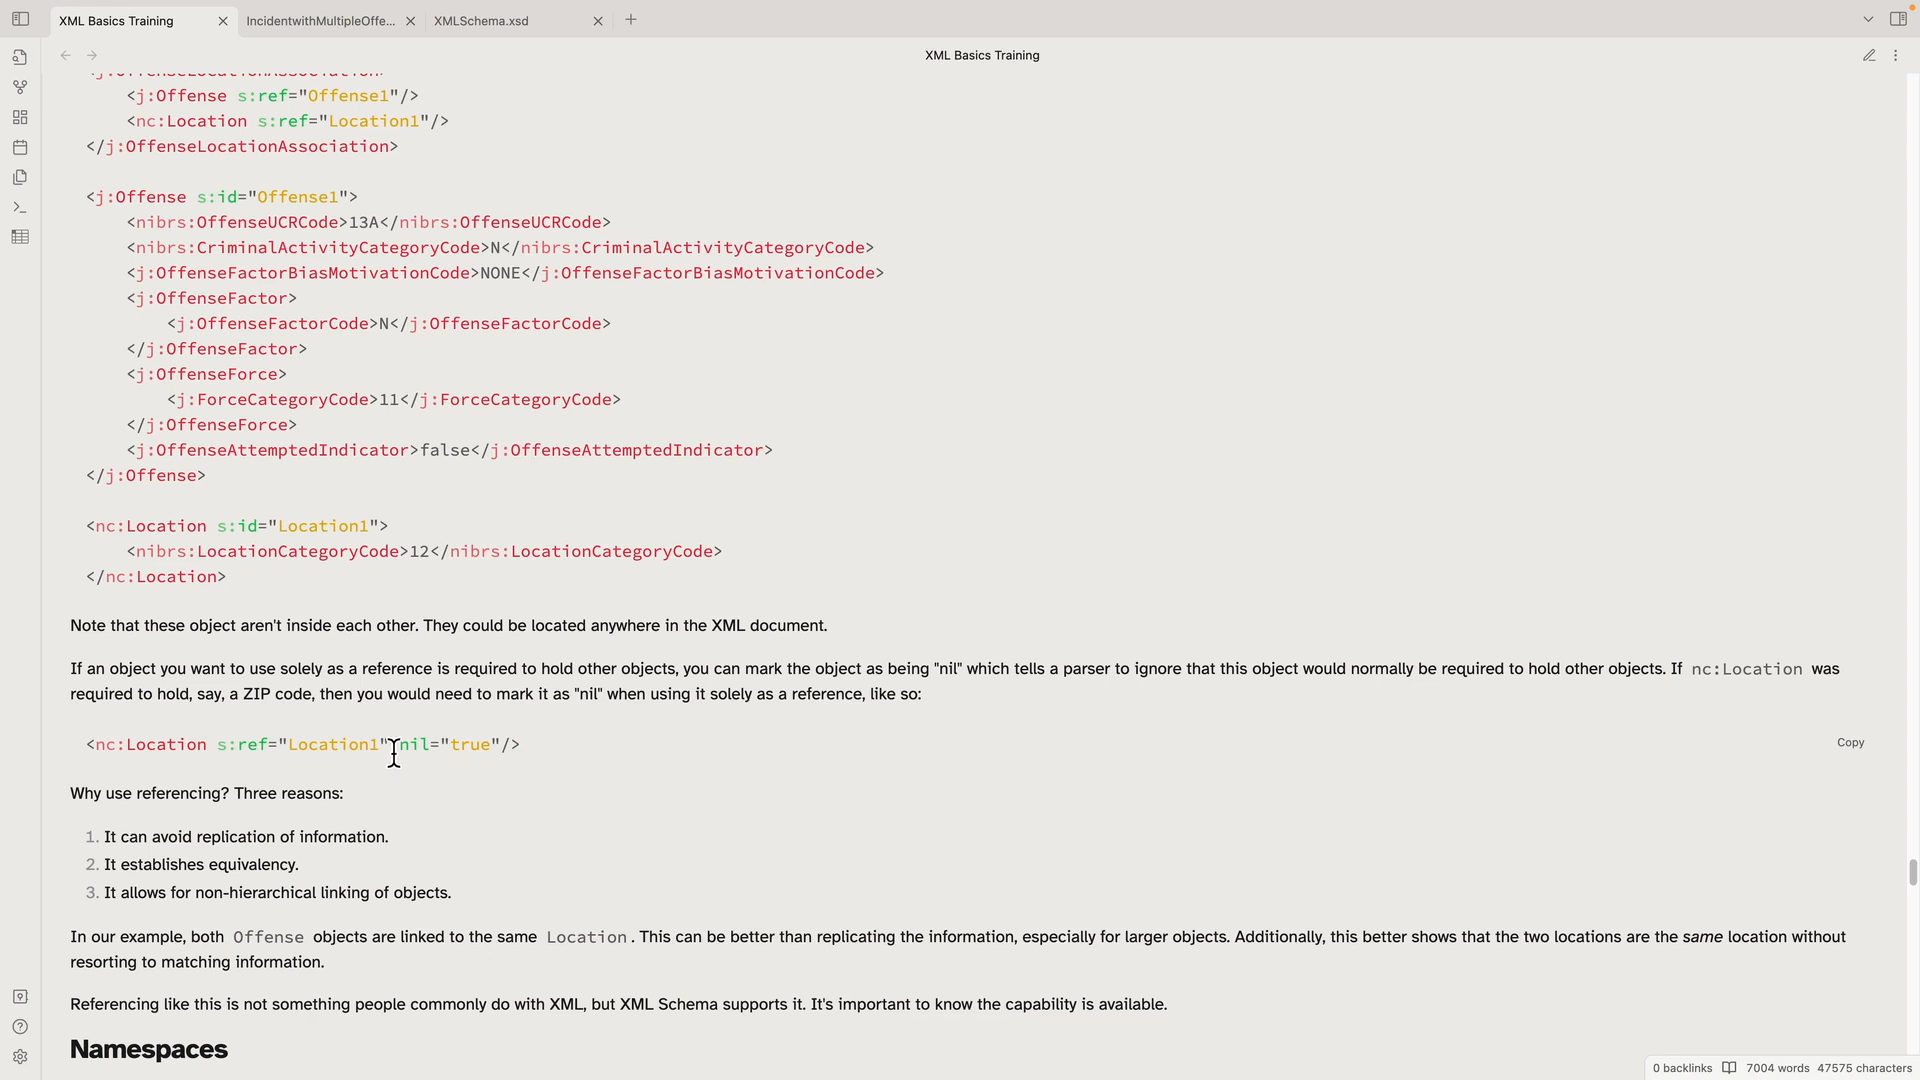 XML Basics Training
IncidentwithMultipleOffe...
XMLSchema.xsd
XML Basics Training
<j:OffenseLocationAssociation>
<j:Offense s:ref="Offense1"/>
<nc:Location s:ref="Location1"/>
</j:OffenseLocationAssociation>
<j:Offense s:id="Offense1">
<nibrs:OffenseUCRCode>13A</nibrs:OffenseUCRCode>
<nibrs:CriminalActivityCategoryCode>N</nibrs:CriminalActivityCategoryCode>
<j:OffenseFactorBiasMotivationCode>NONE</j:OffenseFactorBiasMotivationCode>
<j:OffenseFactor>
<j:OffenseFactorCode>N</j:OffenseFactorCode>
</j:OffenseFactor>
<j:OffenseForce>
<j:ForceCategoryCode>11</j:ForceCategoryCode>
</j:OffenseForce>
<j:OffenseAttemptedIndicator>false</j:OffenseAttemptedIndicator>
</j:Offense>
<nc:Location s:id="Location1">
<nibrs:LocationCategoryCode>12</nibrs:LocationCategoryCode>
</nc:Location>
Note that these object aren't inside each other. They could be located anywhere in the XML document.
If an object you want to use solely as a reference is required to hold other objects, you can mark the object as being "nil" which tells a parser to ignore that this object would normally be required to hold other objects. If nc:Location was
required to hold, say, a ZIP code, then you would need to mark it as "nil" when using it solely as a reference, like so:
<nc:Location s:ref="Location1" nil="true"/>
Copy
Why use referencing? Three reasons:
1. It can avoid replication of information.
2. It establishes equivalency.
3. It allows for non-hierarchical linking of objects.
In our example, both Offense objects are linked to the same Location. This can be better than replicating the information, especially for larger objects. Additionally, this better shows that the two locations are the same location without
resorting to matching information.
Referencing like this is not something people commonly do with XML, but XML Schema supports it. It's important to know the capability is available.
Namespaces
0 backlinks 7004 words 47575 characters